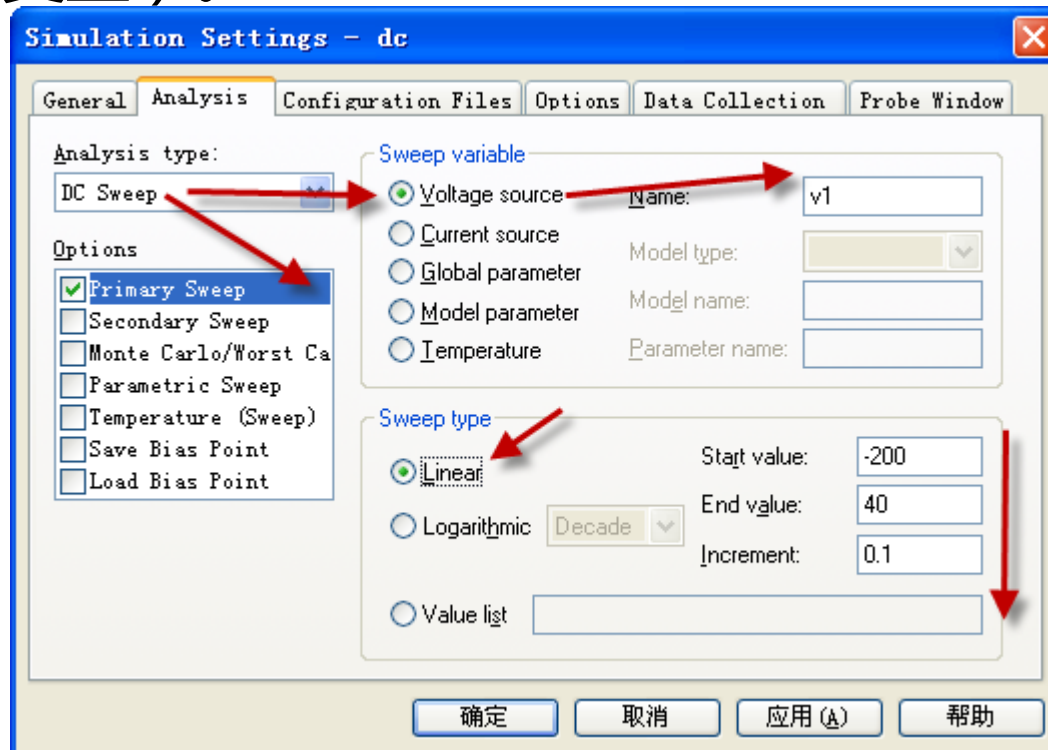 Simulation Settings - dc
General Analysis Configuration Files Options Data Collection Probe Window
Analysis type:
DC Sweep
Options
Primary Sweep
Secondary Sweep
Monte Carlo/Worst Ca
Parametric Sweep
Temperature (Sweep)
Save Bias Point
Load Bias Point
Sweep variable
Voltage source
Current source
Global parameter
Model parameter
Temperature
Name: v1
Model type:
Model name:
Parameter name:
Sweep type
Linear
Logarithmic Decade
Value list
Start value: -200
End value: 40
Increment: 0.1
确定 取消 应用(A) 帮助